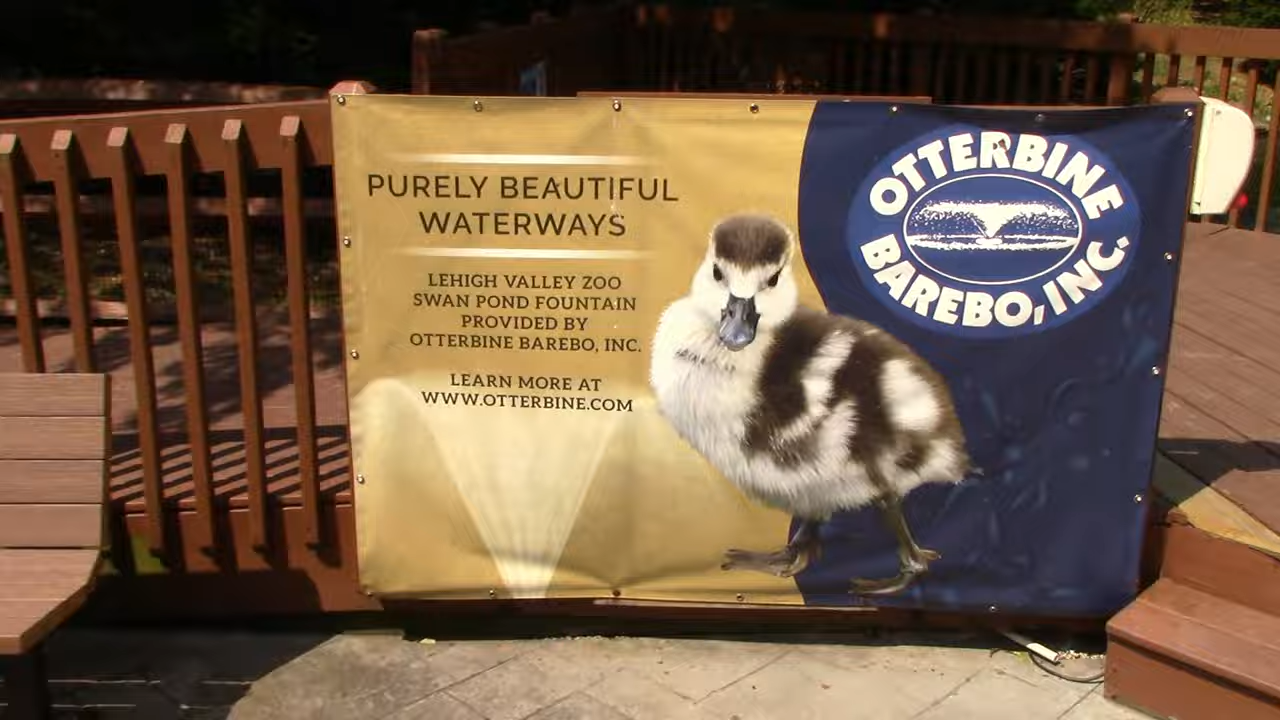 PURELY BEAUTIFUL
WATERWAYS
LEHIGH VALLEY ZOO
SWAN POND FOUNTAIN
PROVIDED BY
OTTERBINE BAREBO, INC.
LEARN MORE AT
WWW.OTTERBINE.COM
OTTERBINE
BAREBO, INC.